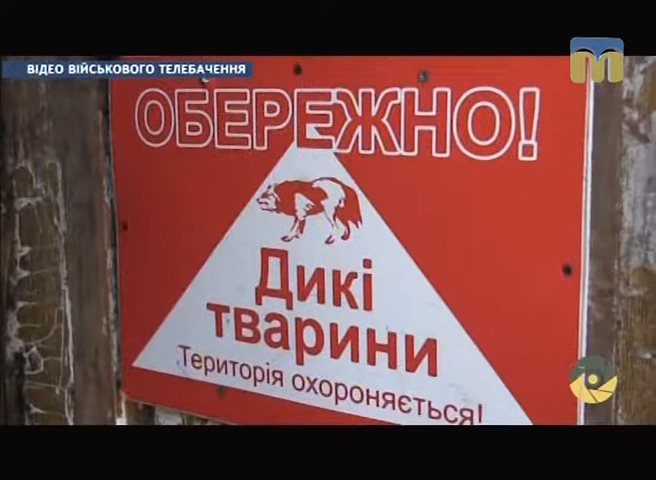 ВІДЕО ВІЙСЬКОВОГО ТЕЛЕБАЧЕННЯ
ОБЕРЕЖНО!
Дикі
тварини
Територія охороняється!